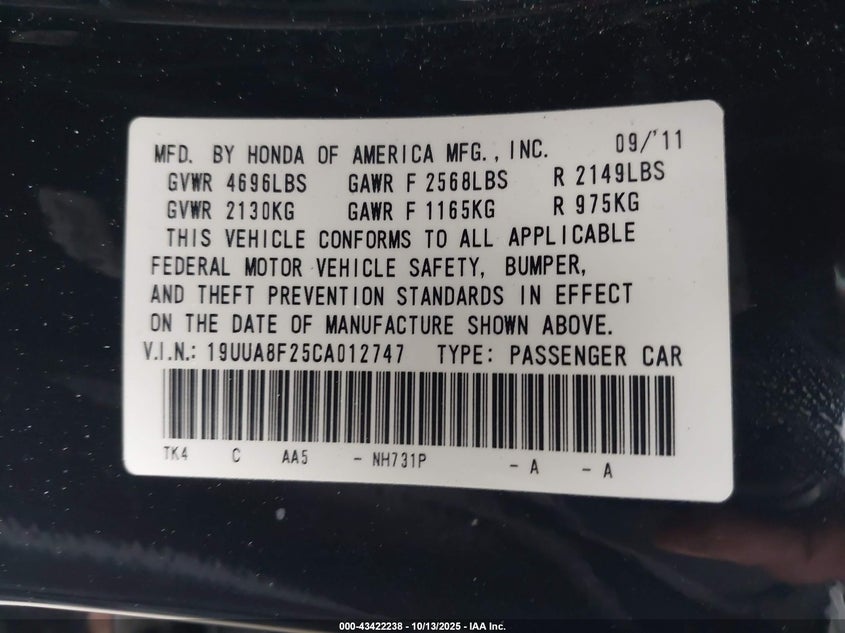 MFD. BY HONDA OF AMERICA MFG., INC. 09/'11
GVWR 4696LBS GAWR F 2568LBS R 2149LBS
GVWR 2130KG GAWR F 1165KG R 975KG
THIS VEHICLE CONFORMS TO ALL APPLICABLE
FEDERAL MOTOR VEHICLE SAFETY, BUMPER,
AND THEFT PREVENTION STANDARDS IN EFFECT
ON THE DATE OF MANUFACTURE SHOWN ABOVE.
V.I.N.: 19UUA8F25CA012747 TYPE: PASSENGER CAR
TK4 C AA5 - NH731P - A - A
000-43422238 - 10/13/2025 - IAA Inc.